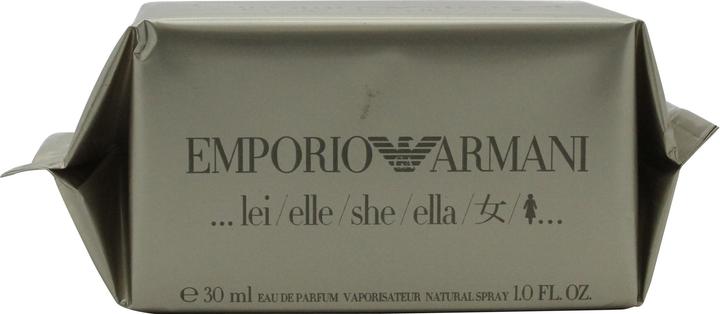 EMPORIO ARMANI
...lei/elle/she/ella/女/...
e 30 ml EAU DE PARFUM VAPORISATEUR NATURAL SPRAY 1.0 FL. OZ.